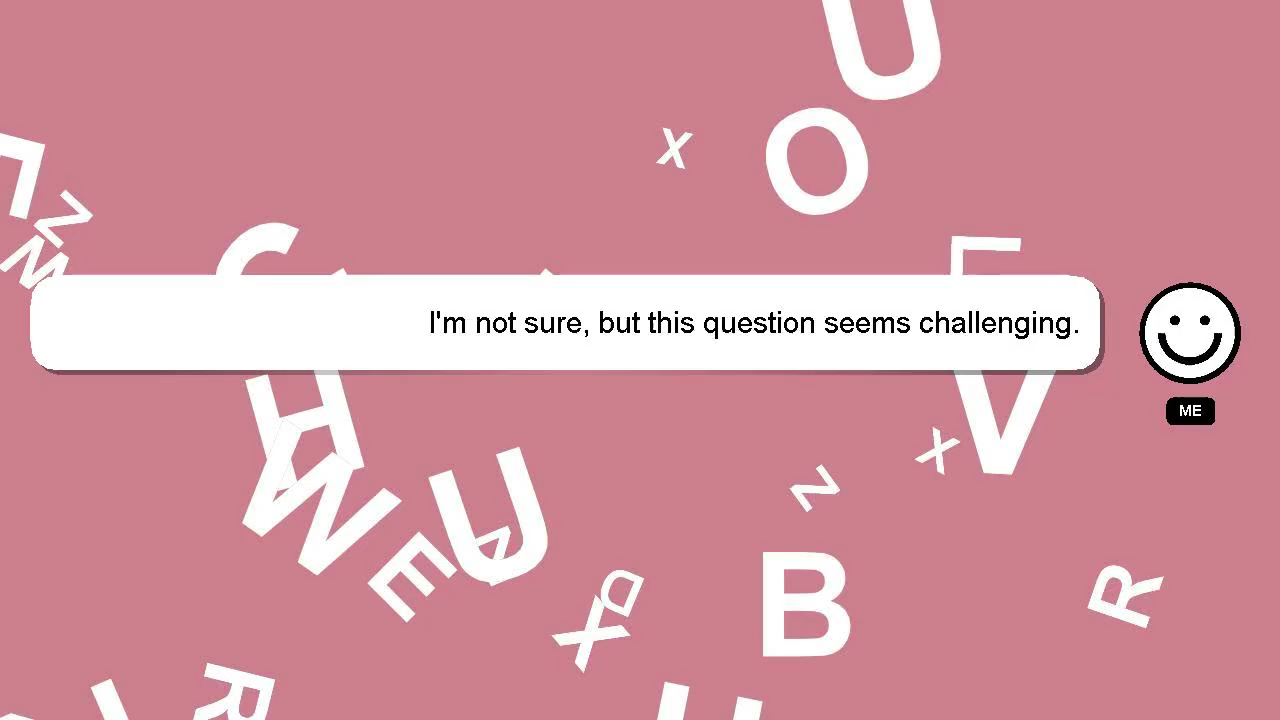 U
O
X
L
Z
M
C
L
I'm not sure, but this question seems challenging.
ME
H
V
W
U
X
Z
E
Z
B
D
X
R
R
U